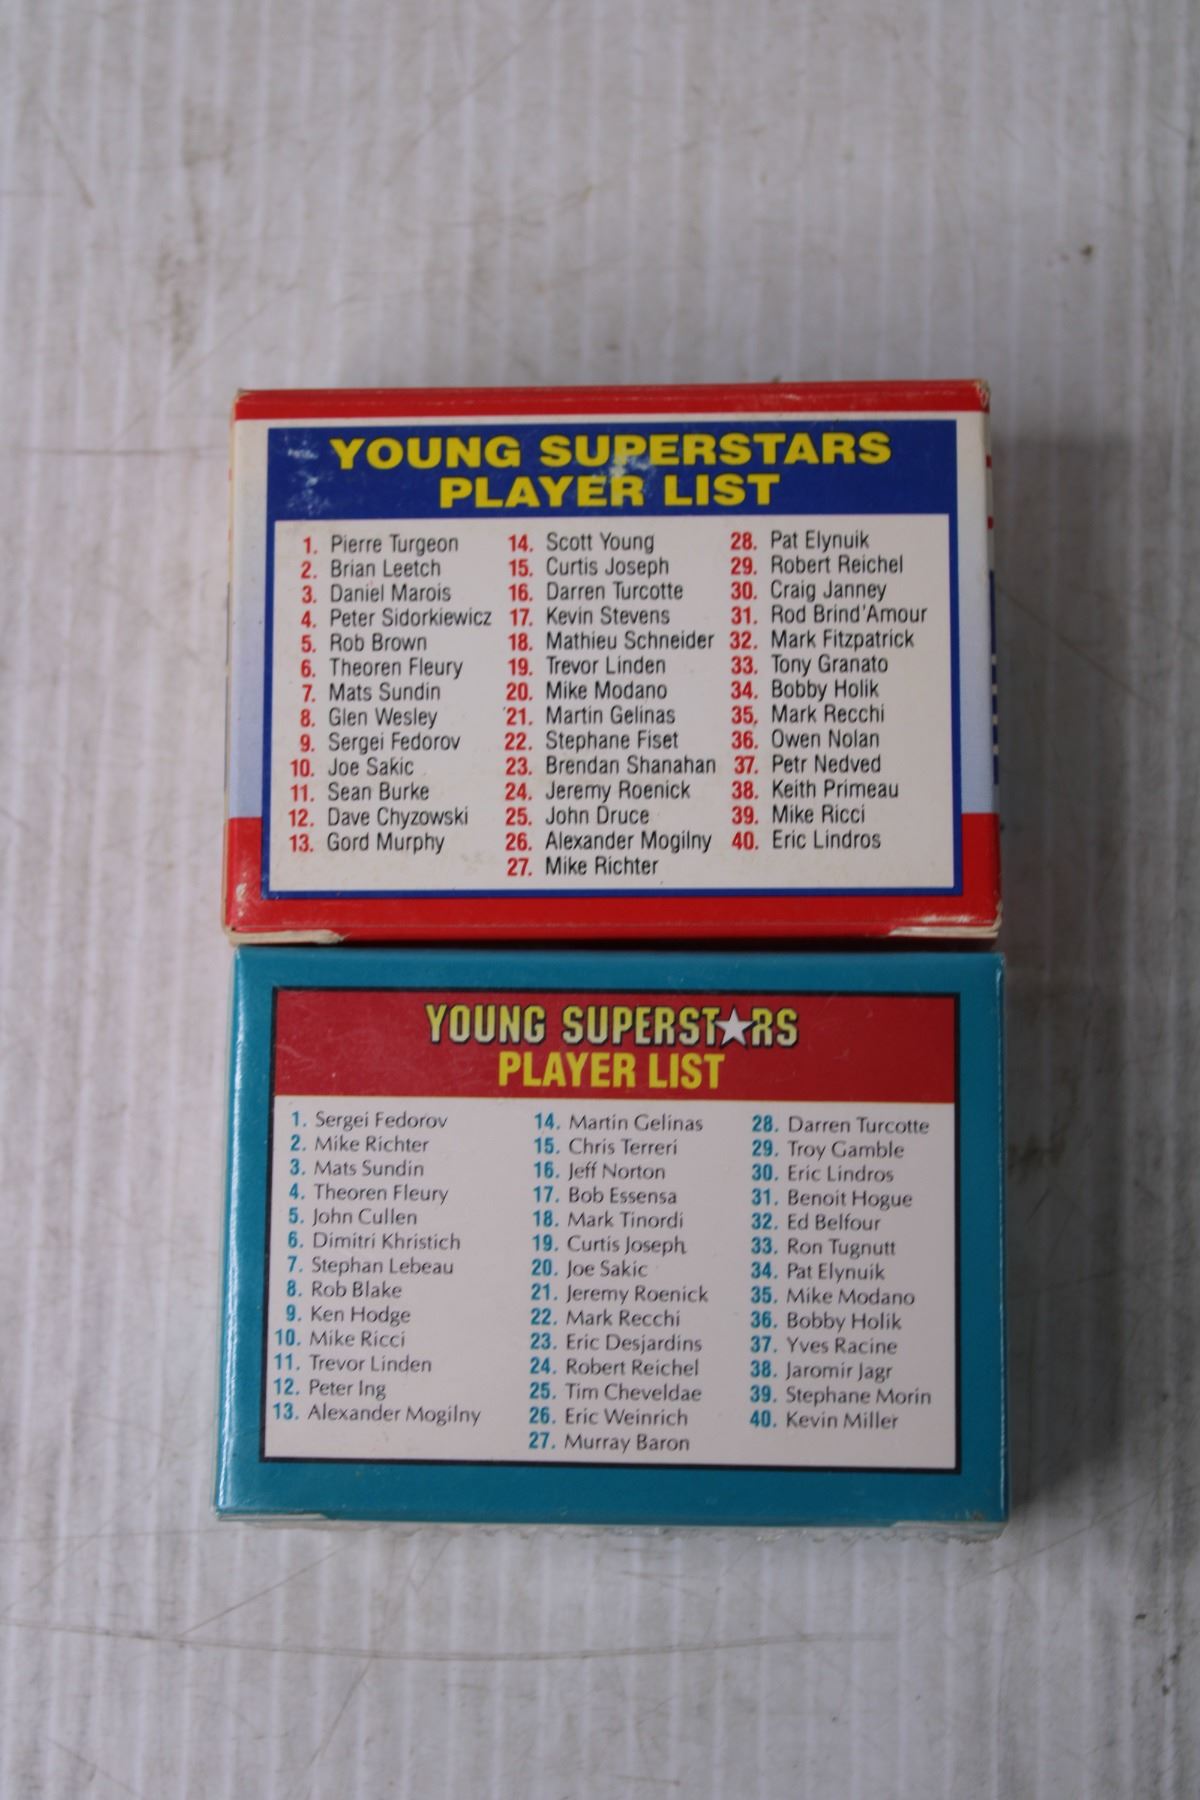 YOUNG SUPERSTARS
PLAYER LIST
1. Pierre Turgeon
2. Brian Leetch
3. Daniel Marois
4. Peter Sidorkiewicz
5. Rob Brown
6. Theoren Fleury
7. Mats Sundin
8. Glen Wesley
9. Sergei Fedorov
10. Joe Sakic
11. Sean Burke
12. Dave Chyzowski
13. Gord Murphy
14. Scott Young
15. Curtis Joseph
16. Darren Turcotte
17. Kevin Stevens
18. Mathieu Schneider
19. Trevor Linden
20. Mike Modano
21. Martin Gelinas
22. Stephane Fiset
23. Brendan Shanahan
24. Jeremy Roenick
25. John Druce
26. Alexander Mogilny
27. Mike Richter
28. Pat Elynuik
29. Robert Reichel
30. Craig Janney
31. Rod Brind'Amour
32. Mark Fitzpatrick
33. Tony Granato
34. Bobby Holik
35. Mark Recchi
36. Owen Nolan
37. Petr Nedved
38. Keith Primeau
39. Mike Ricci
40. Eric Lindros
YOUNG SUPERST★RS
PLAYER LIST
1. Sergei Fedorov
2. Mike Richter
3. Mats Sundin
4. Theoren Fleury
5. John Cullen
6. Dimitri Khristich
7. Stephan Lebeau
8. Rob Blake
9. Ken Hodge
10. Mike Ricci
11. Trevor Linden
12. Peter Ing
13. Alexander Mogilny
14. Martin Gelinas
15. Chris Terreri
16. Jeff Norton
17. Bob Essensa
18. Mark Tinordi
19. Curtis Joseph
20. Joe Sakic
21. Jeremy Roenick
22. Mark Recchi
23. Eric Desjardins
24. Robert Reichel
25. Tim Cheveldae
26. Eric Weinrich
27. Murray Baron
28. Darren Turcotte
29. Troy Gamble
30. Eric Lindros
31. Benoit Hogue
32. Ed Belfour
33. Ron Tugnutt
34. Pat Elynuik
35. Mike Modano
36. Bobby Holik
37. Yves Racine
38. Jaromir Jagr
39. Stephane Morin
40. Kevin Miller